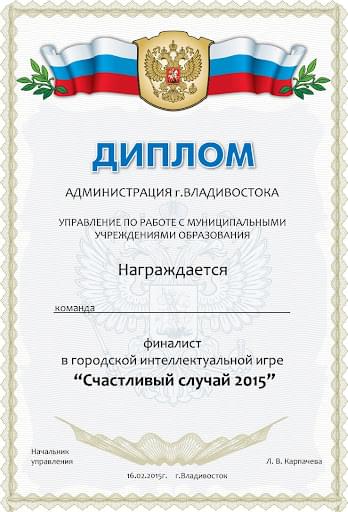 ДИПЛОМ
АДМИНИСТРАЦИЯ г.ВЛАДИВОСТОКА
УПРАВЛЕНИЕ ПО РАБОТЕ С МУНИЦИПАЛЬНЫМИ
УЧРЕЖДЕНИЯМИ ОБРАЗОВАНИЯ
Награждается
команда
финалист
в городской интеллектуальной игре
“Счастливый случай 2015”
Начальник
управления
Л. В. Карпачева
16.02.2015г. г.Владивосток